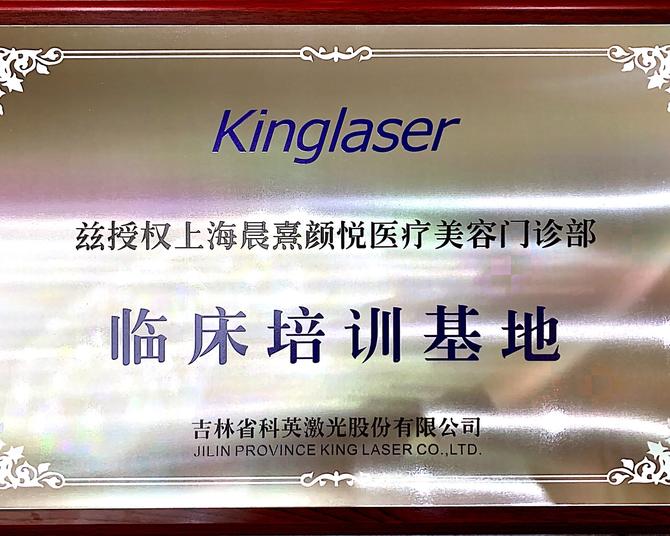 Kinglaser
兹授权上海晨熹颜悦医疗美容门诊部
临床培训基地
吉林省科英激光股份有限公司
JILIN PROVINCE KING LASER CO.,LTD.